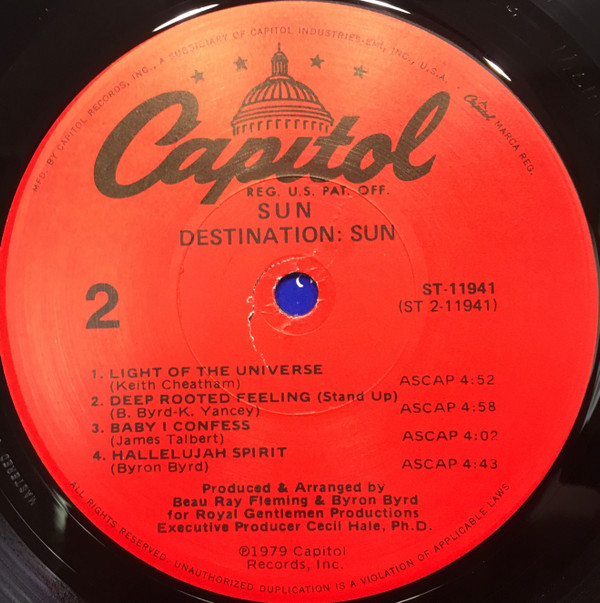 MFD. BY CAPITOL RECORDS, INC., A SUBSIDIARY OF CAPITOL INDUSTRIES-EMI, INC., U.S.A.
Capitol
MARCA REG.
Capitol
REG. U.S. PAT. OFF.
SUN
DESTINATION: SUN
2
ST-11941
(ST 2-11941)
1. LIGHT OF THE UNIVERSE
(Keith Cheatham) ASCAP 4:52
2. DEEP ROOTED FEELING (Stand Up)
(B. Byrd-K. Yancey) ASCAP 4:58
3. BABY I CONFESS
(James Talbert) ASCAP 4:02
4. HALLELUJAH SPIRIT
(Byron Byrd) ASCAP 4:43
Produced & Arranged by
Beau Ray Fleming & Byron Byrd
for Royal Gentlemen Productions
Executive Producer Cecil Hale, Ph.D.
℗1979 Capitol
Records, Inc.
ALL RIGHTS RESERVED. UNAUTHORIZED DUPLICATION IS A VIOLATION OF APPLICABLE LAWS
MASTERED